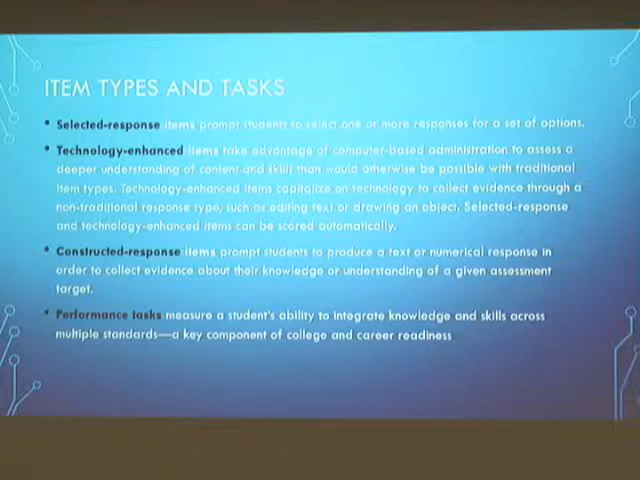 ITEM TYPES AND TASKS
• Selected-response items prompt students to select one or more responses for a set of options.
• Technology-enhanced items take advantage of computer-based administration to assess a
deeper understanding of content and skills than would otherwise be possible with traditional
item types. Technology-enhanced items capitalize on technology to collect evidence through a
non-traditional response type, such as editing text or drawing an object. Selected-response
and technology-enhanced items can be scored automatically.
• Constructed-response items prompt students to produce a text or numerical response in
order to collect evidence about their knowledge or understanding of a given assessment
target.
• Performance tasks measure a student's ability to integrate knowledge and skills across
multiple standards—a key component of college and career readiness